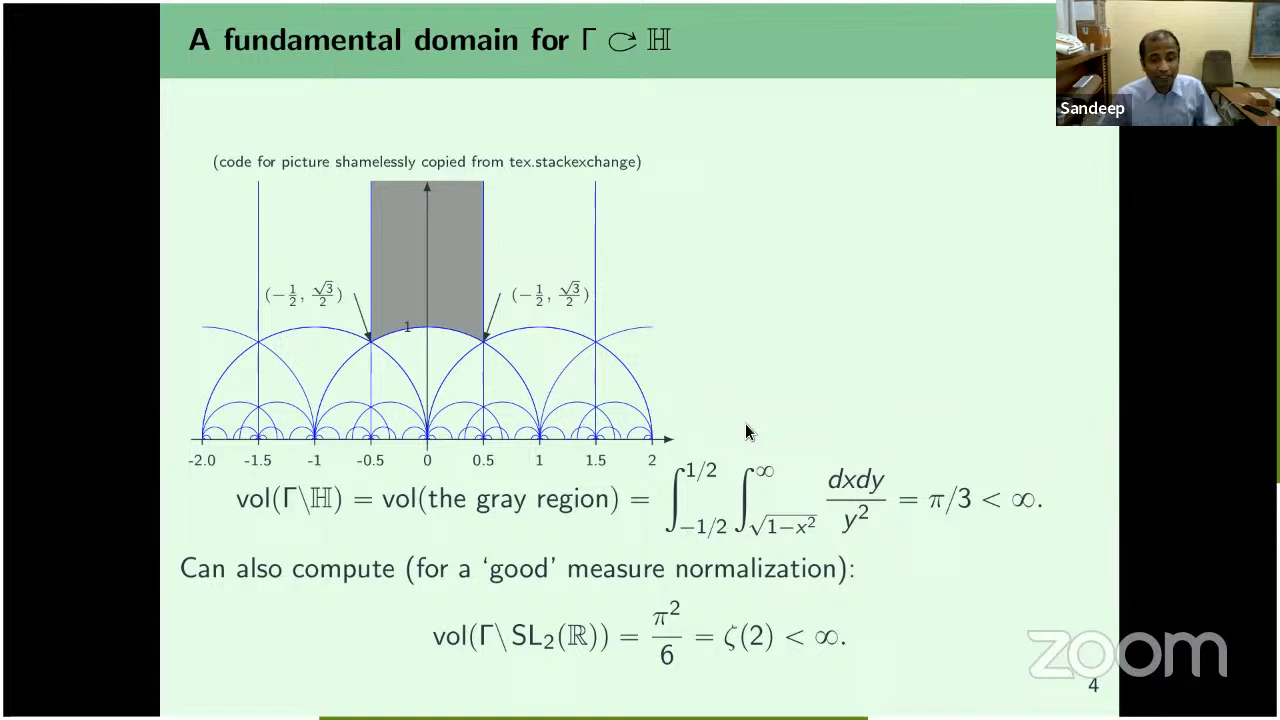 A fundamental domain for Γ ⊃ ℍ
Sandeep
(code for picture shamelessly copied from tex.stackexchange)
(−1/2, √3/2)
(−1/2, √3/2)
1
-2.0 -1.5 -1 -0.5 0 0.5 1 1.5 2
vol(Γ\ℍ) = vol(the gray region) = ∫_{−1/2}^{1/2} ∫_{√(1−x²)}^{∞} dxdy/y² = π/3 < ∞.
Can also compute (for a ‘good’ measure normalization):
vol(Γ\SL₂(ℝ)) = π²/6 = ζ(2) < ∞.
zoom
4